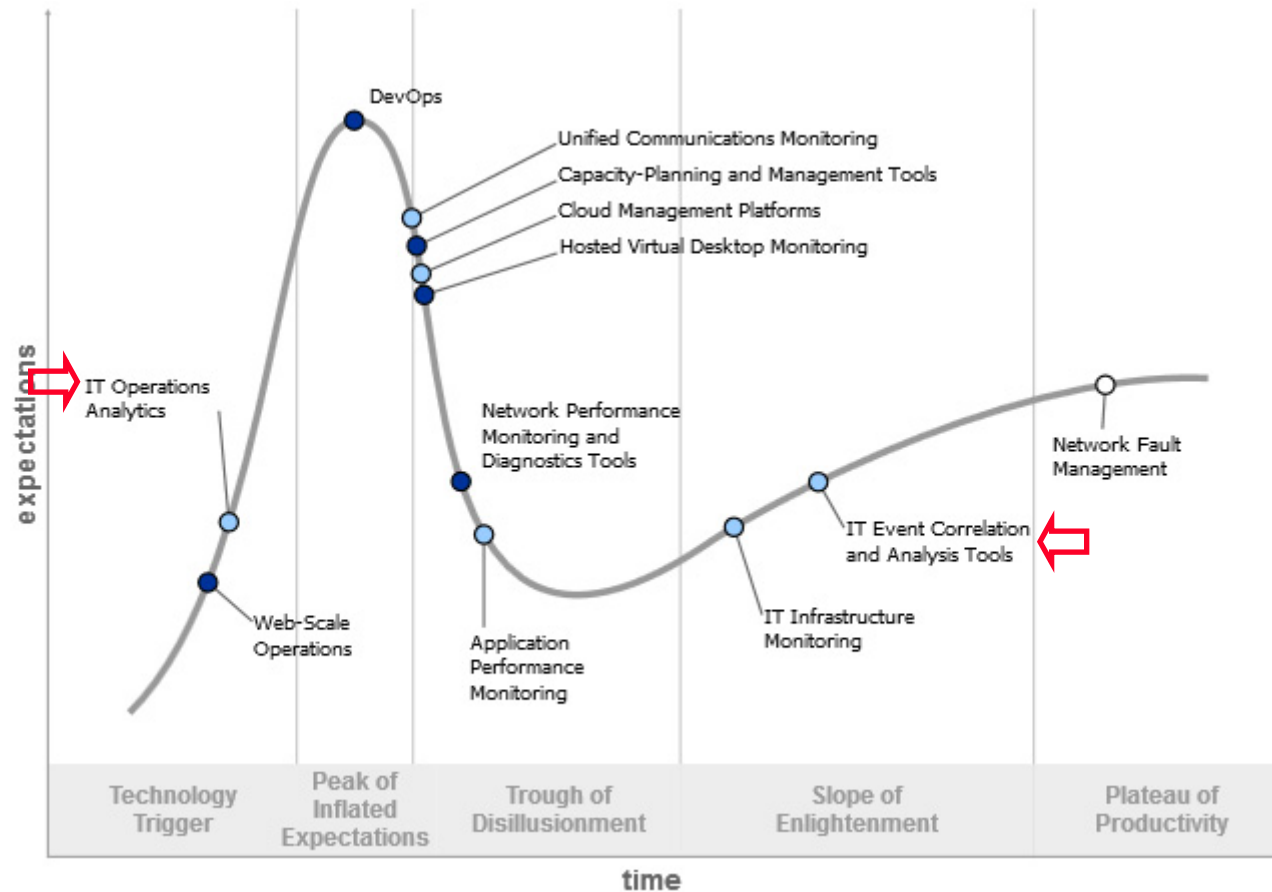 DevOps
Unified Communications Monitoring
Capacity-Planning and Management Tools
Cloud Management Platforms
Hosted Virtual Desktop Monitoring
expectations
IT Operations
Analytics
Network Performance
Monitoring and
Diagnostics Tools
Network Fault
Management
IT Event Correlation
and Analysis Tools
Web-Scale
Operations
Application
Performance
Monitoring
IT Infrastructure
Monitoring
Technology
Trigger
Peak of
Inflated
Expectations
Trough of
Disillusionment
Slope of
Enlightenment
Plateau of
Productivity
time